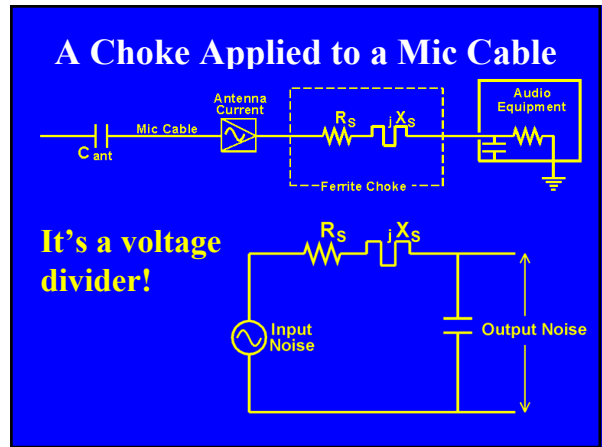 A Choke Applied to a Mic Cable
Antenna
Current
Audio
Equipment
Rs
jXs
Mic Cable
Cant
Ferrite Choke
It's a voltage
divider!
Rs
jXs
Input
Noise
Output Noise